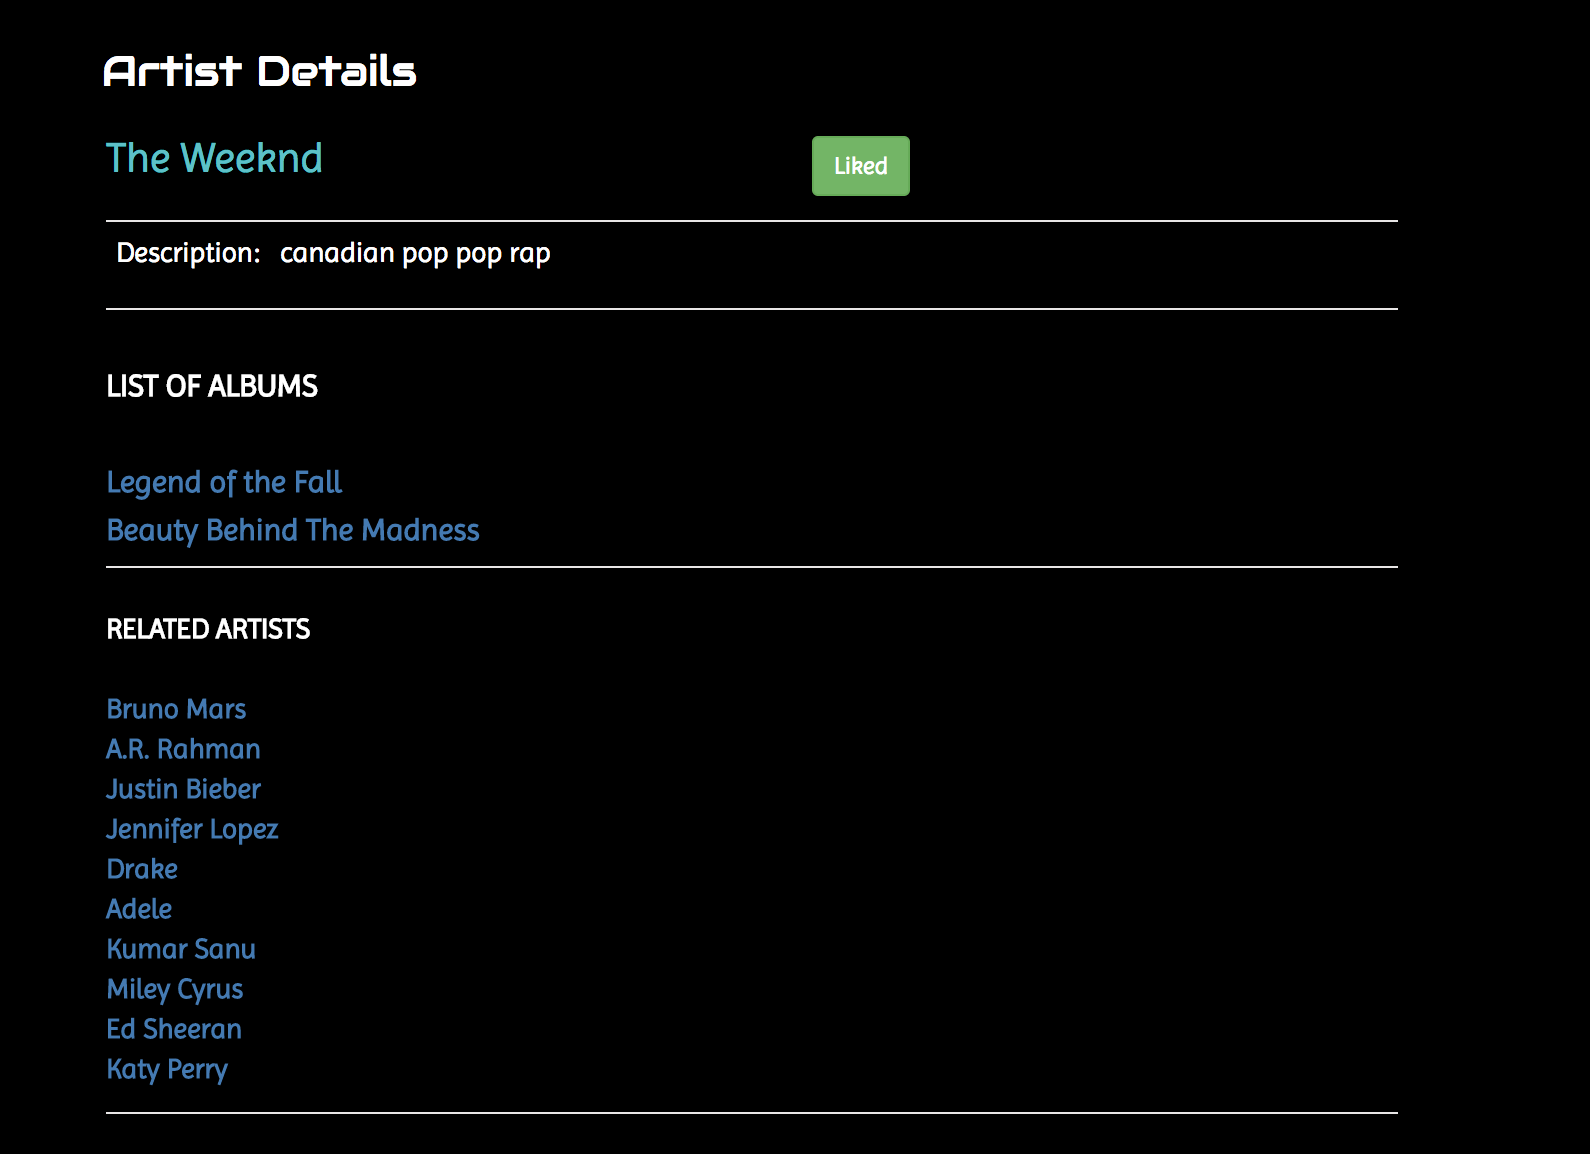 Artist Details
The Weeknd
Liked
Description: canadian pop pop rap
LIST OF ALBUMS
Legend of the Fall
Beauty Behind The Madness
RELATED ARTISTS
Bruno Mars
A.R. Rahman
Justin Bieber
Jennifer Lopez
Drake
Adele
Kumar Sanu
Miley Cyrus
Ed Sheeran
Katy Perry